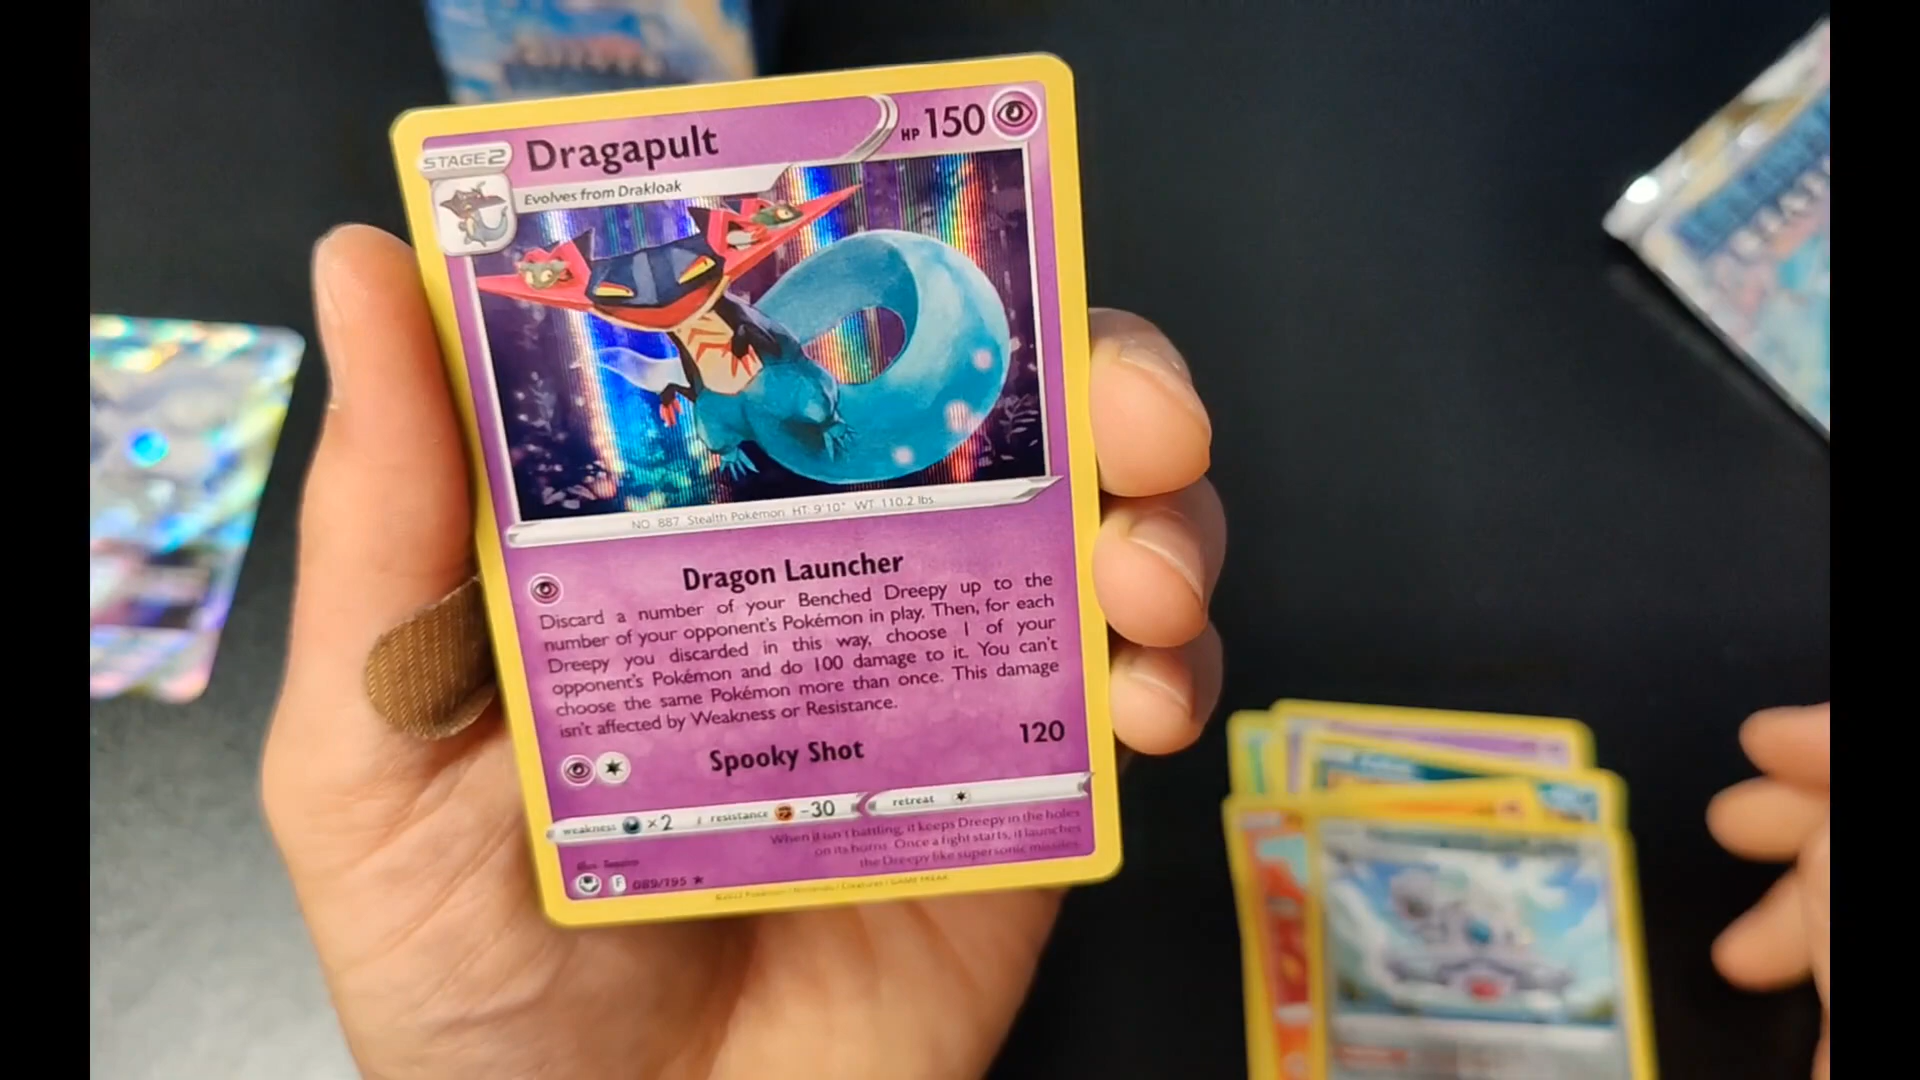 STAGE2
Dragapult
HP 150
Evolves from Drakloak
NO. 887 Stealth Pokémon HT: 9'10" WT: 110.2 lbs.
Dragon Launcher
Discard a number of your Benched Dreepy up to the
number of your opponent's Pokémon in play. Then, for each
Dreepy you discarded in this way, choose 1 of your
opponent's Pokémon and do 100 damage to it. You can't
choose the same Pokémon more than once. This damage
isn't affected by Weakness or Resistance.
Spooky Shot 120
weakness ×2 resistance -30 retreat
When it isn't battling, it keeps Dreepy in the holes
on its horns. Once a fight starts, it launches
the Dreepy like supersonic missiles.
F 089/195 ★